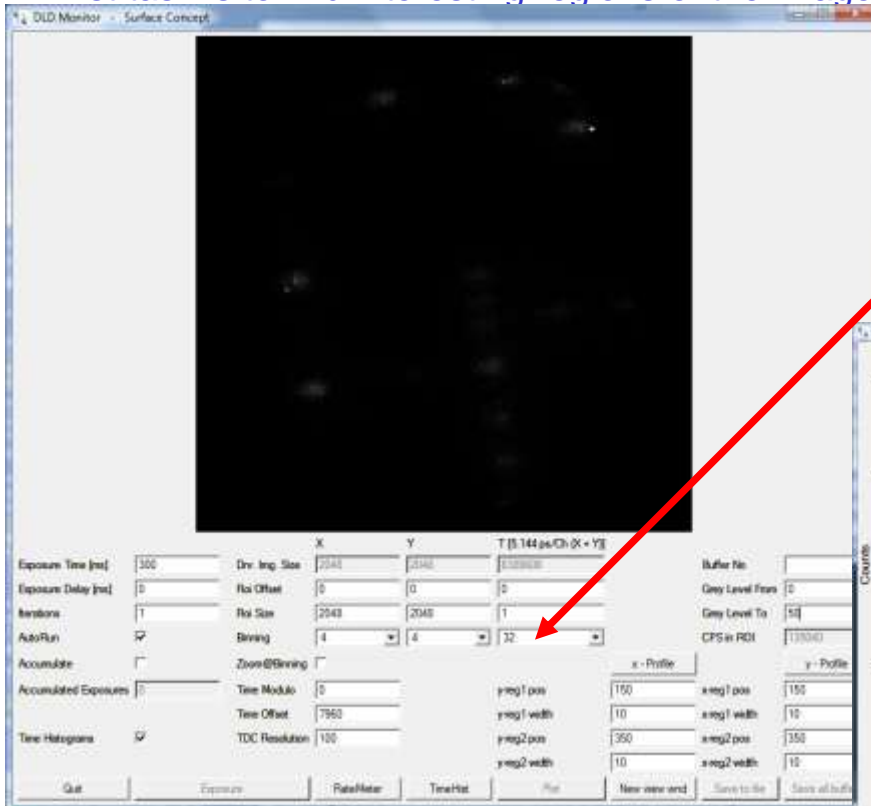 DLD Monitor - Surface Concept
X Y T [5.144 ps/Ch (X + Y)]
Exposure Time [ms] 300 Drv. Img. Size 2048 2048 Buffer No
Exposure Delay [ms] 0 Roi Offset 0 0 0 Grey Level From 0
Iterations 1 Roi Size 2048 2048 1 Grey Level To 50
AutoRun Binning 4 4 32 CPS in ROI
Accumulate Zoom@Binning x - Profile y - Profile
Accumulated Exposures 0 Time Modulo 0 y-reg1 pos 150 x-reg1 pos 150
Time Offset 7960 y-reg1 width 10 x-reg1 width 10
Time Histograms TDC Resolution 100 y-reg2 pos 350 x-reg2 pos 350
y-reg2 width 10 x-reg2 width 10
Quit Exposure RateMeter TimeHist Plot New view wnd Save to file Save all
Counts